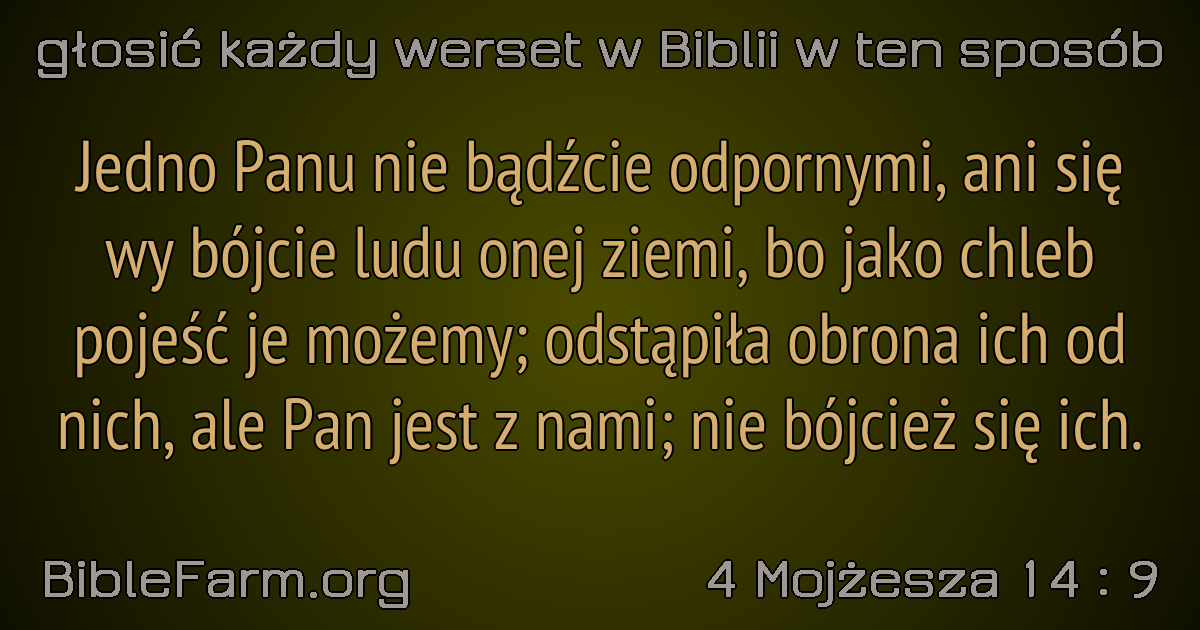 głosić każdy werset w Biblii w ten sposób
Jedno Panu nie bądźcie odpornymi, ani się
wy bójcie ludu onej ziemi, bo jako chleb
pojeść je możemy; odstąpiła obrona ich od
nich, ale Pan jest z nami; nie bójcież się ich.
BibleFarm.org
4 Mojżesza 14 : 9